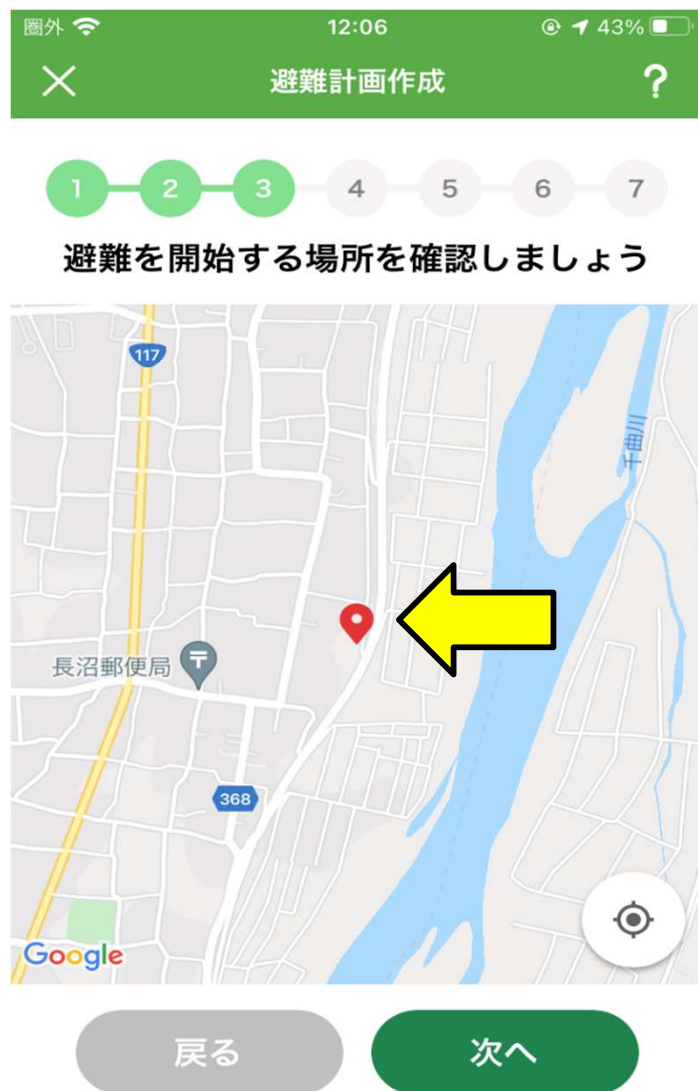 圏外 12:06 43%
避難計画作成 ?
1 2 3 4 5 6 7
避難を開始する場所を確認しましょう
117
千曲川
長沼郵便局
368
Google
戻る 次へ